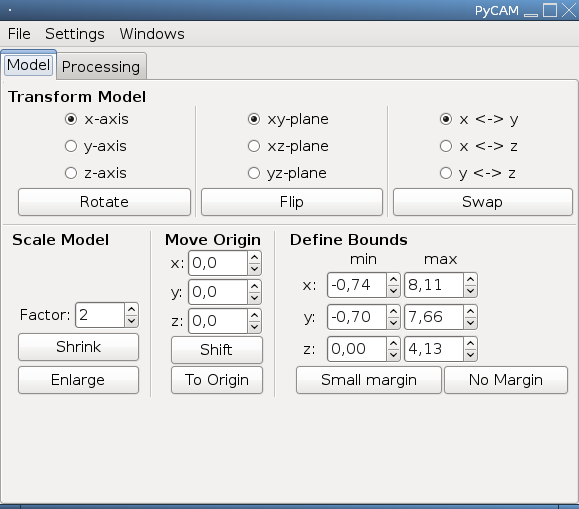 PyCAM
File Settings Windows
Model Processing
Transform Model
x-axis xy-plane x <-> y
y-axis xz-plane x <-> z
z-axis yz-plane y <-> z
Rotate Flip Swap
Scale Model Move Origin Define Bounds
min max
x: 0,0 x: -0,74 8,11
y: 0,0 y: -0,70 7,66
Factor: 2 z: 0,0 z: 0,00 4,13
Shrink Shift
Enlarge To Origin Small margin No Margin